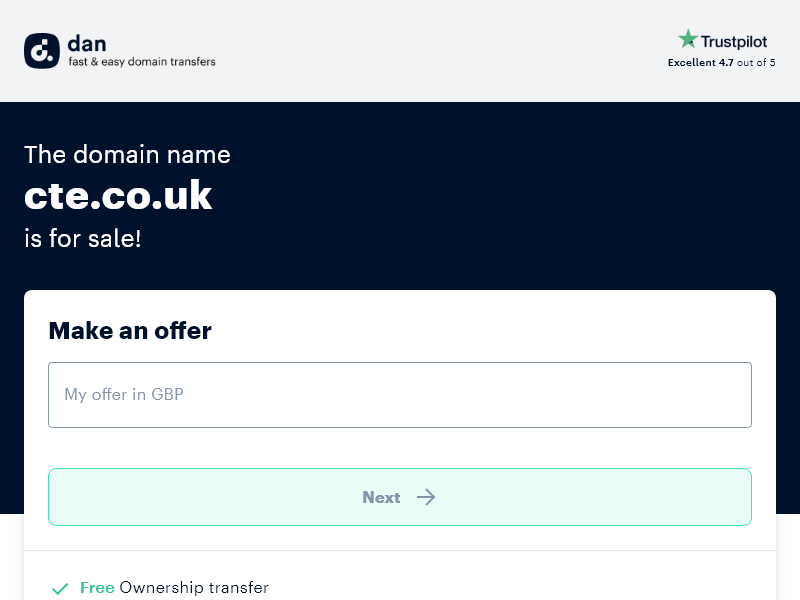 dan
fast & easy domain transfers
Trustpilot
Excellent 4.7 out of 5
The domain name
cte.co.uk
is for sale!
Make an offer
My offer in GBP
Next
Free Ownership transfer